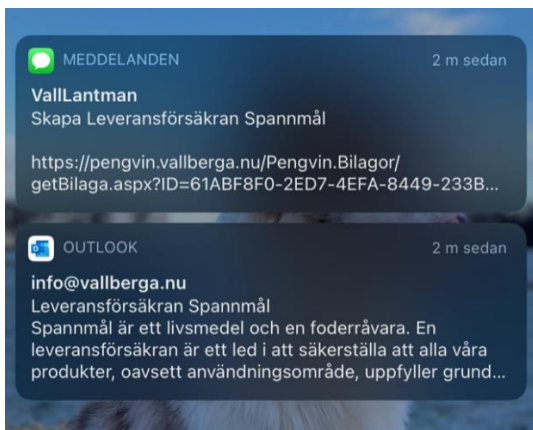 MEDDELANDEN 2 m sedan
VallLantman
Skapa Leveransförsäkran Spannmål
https://pengvin.vallberga.nu/Pengvin.Bilagor/
getBilaga.aspx?ID=61ABF8F0-2ED7-4EFA-8449-233B...
OUTLOOK 2 m sedan
info@vallberga.nu
Leveransförsäkran Spannmål
Spannmål är ett livsmedel och en foderråvara. En
leveransförsäkran är ett led i att säkerställa att alla våra
produkter, oavsett användningsområde, uppfyller grund...